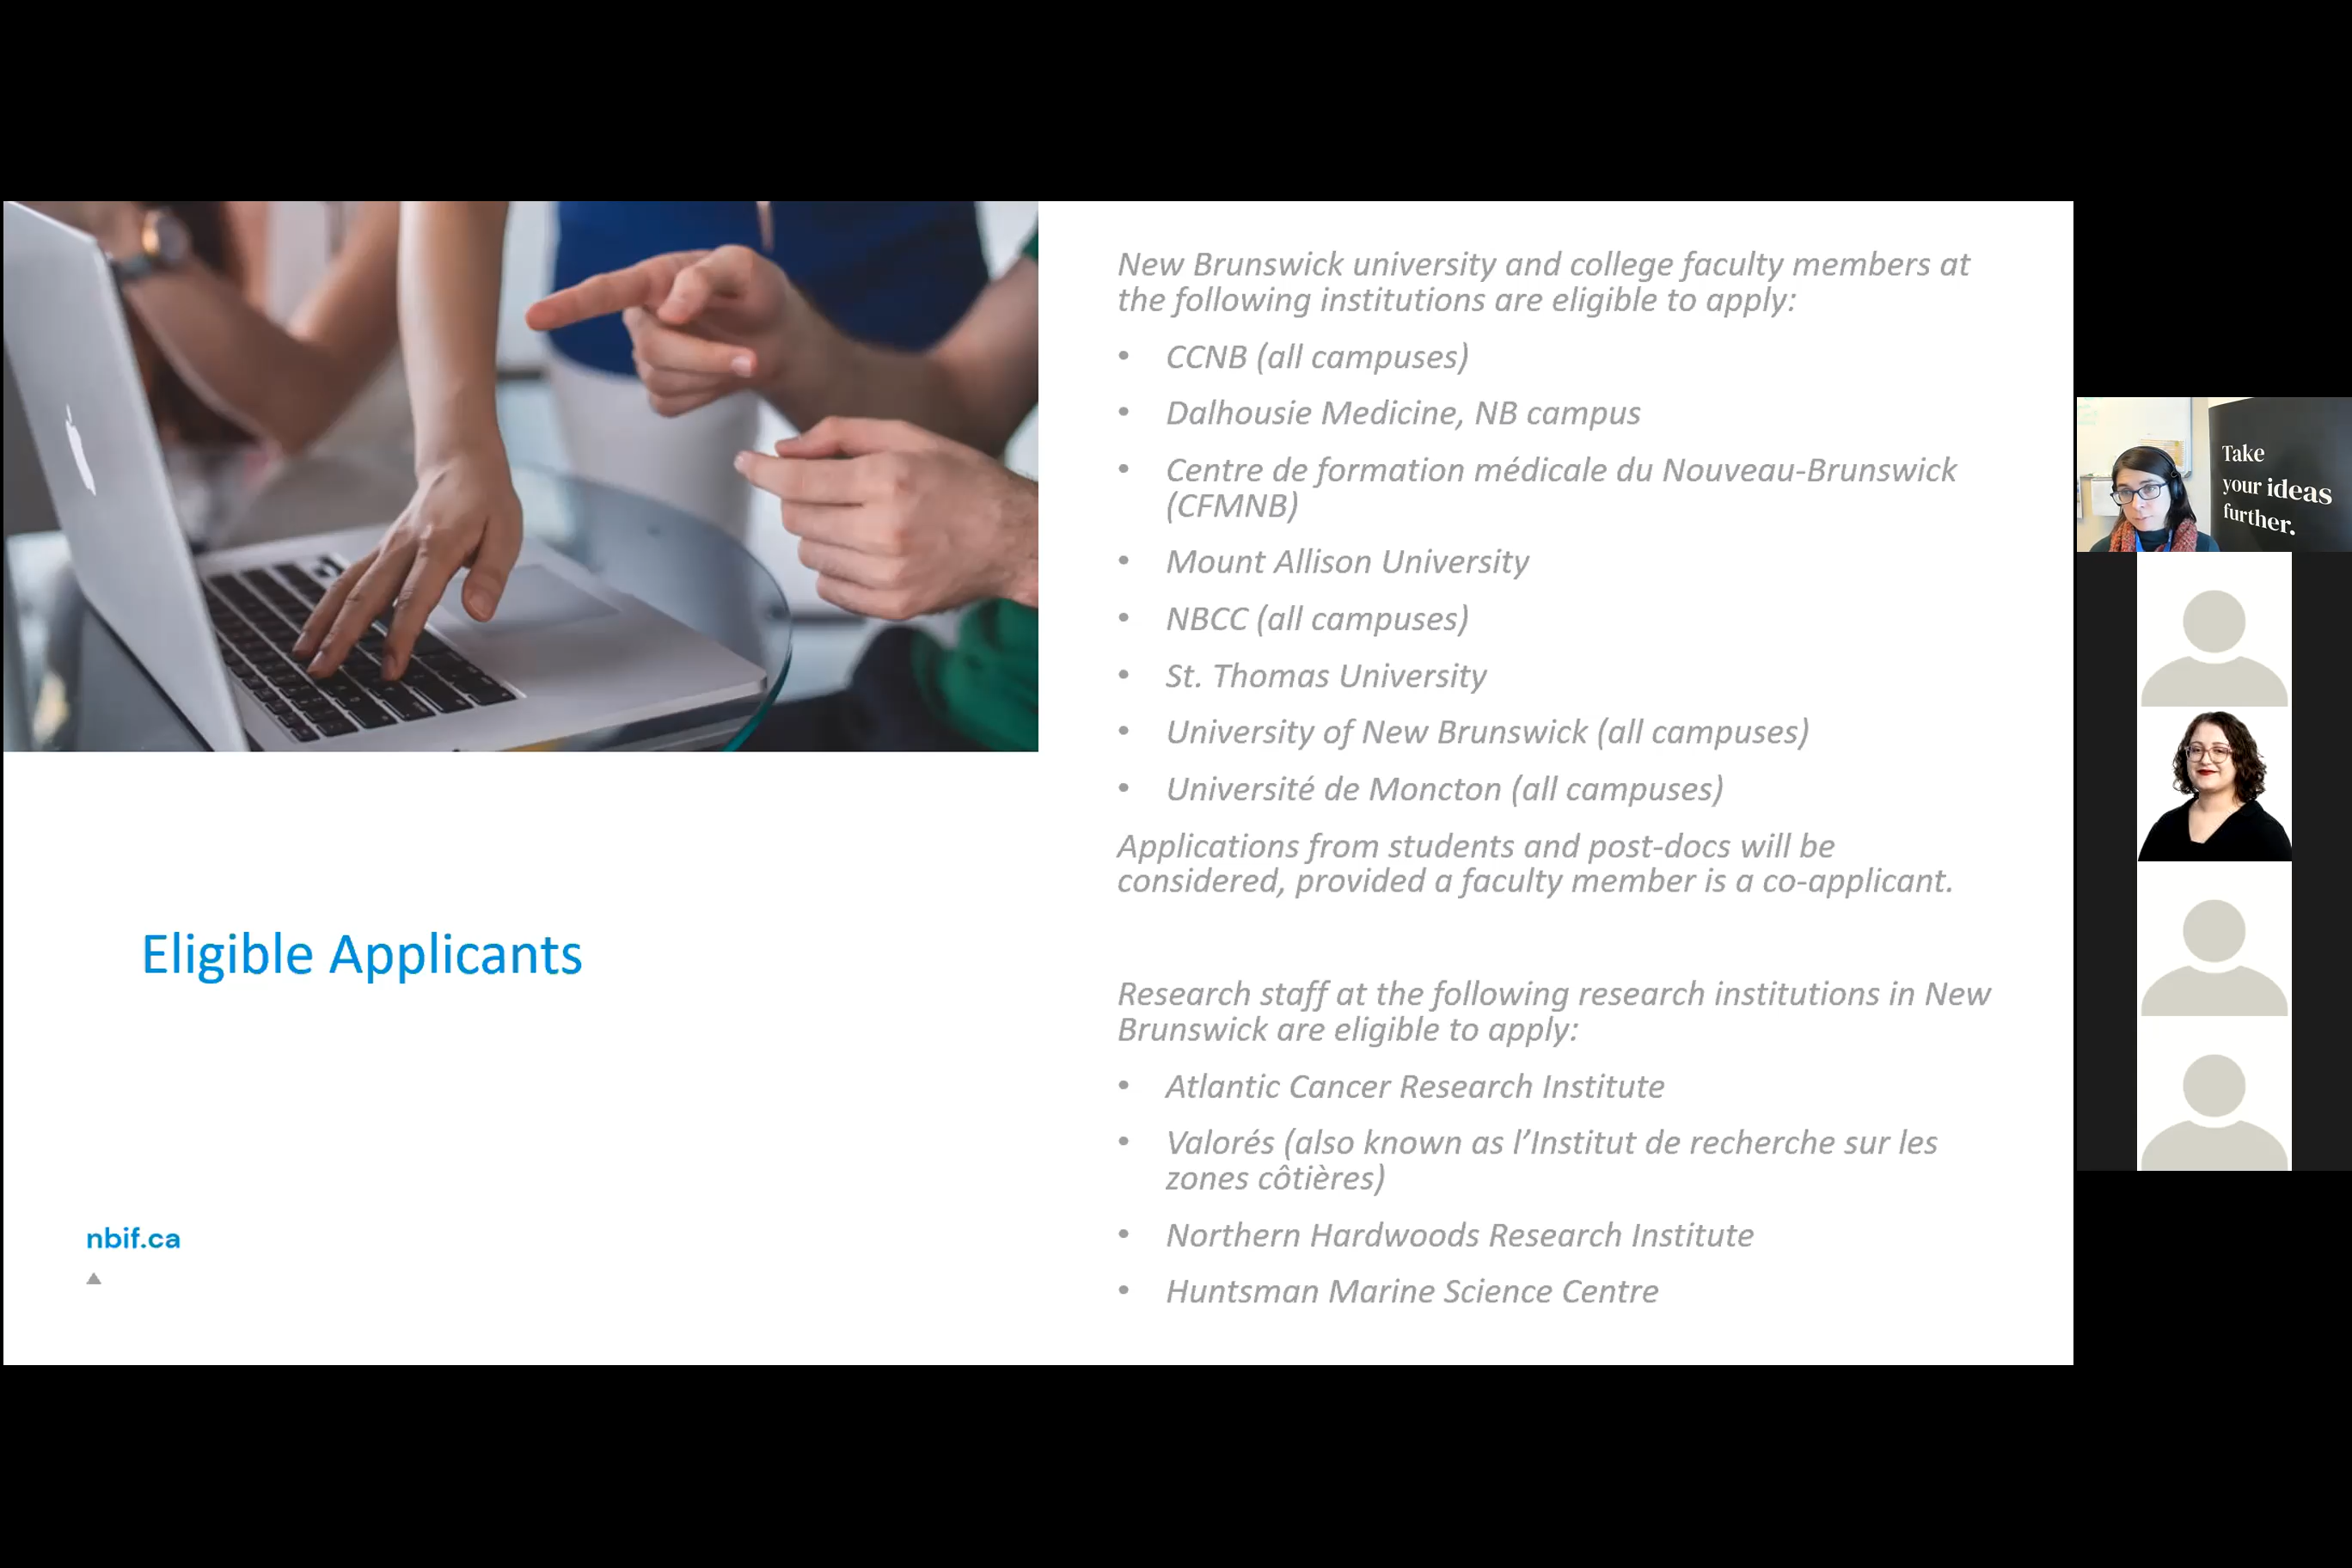 New Brunswick university and college faculty members at
the following institutions are eligible to apply:
• CCNB (all campuses)
• Dalhousie Medicine, NB campus
• Centre de formation médicale du Nouveau-Brunswick
(CFMNB)
• Mount Allison University
• NBCC (all campuses)
• St. Thomas University
• University of New Brunswick (all campuses)
• Université de Moncton (all campuses)
Applications from students and post-docs will be
considered, provided a faculty member is a co-applicant.
Research staff at the following research institutions in New
Brunswick are eligible to apply:
• Atlantic Cancer Research Institute
• Valorés (also known as l’Institut de recherche sur les
zones côtières)
• Northern Hardwoods Research Institute
• Huntsman Marine Science Centre
Eligible Applicants
nbif.ca
Take
your ideas
further.